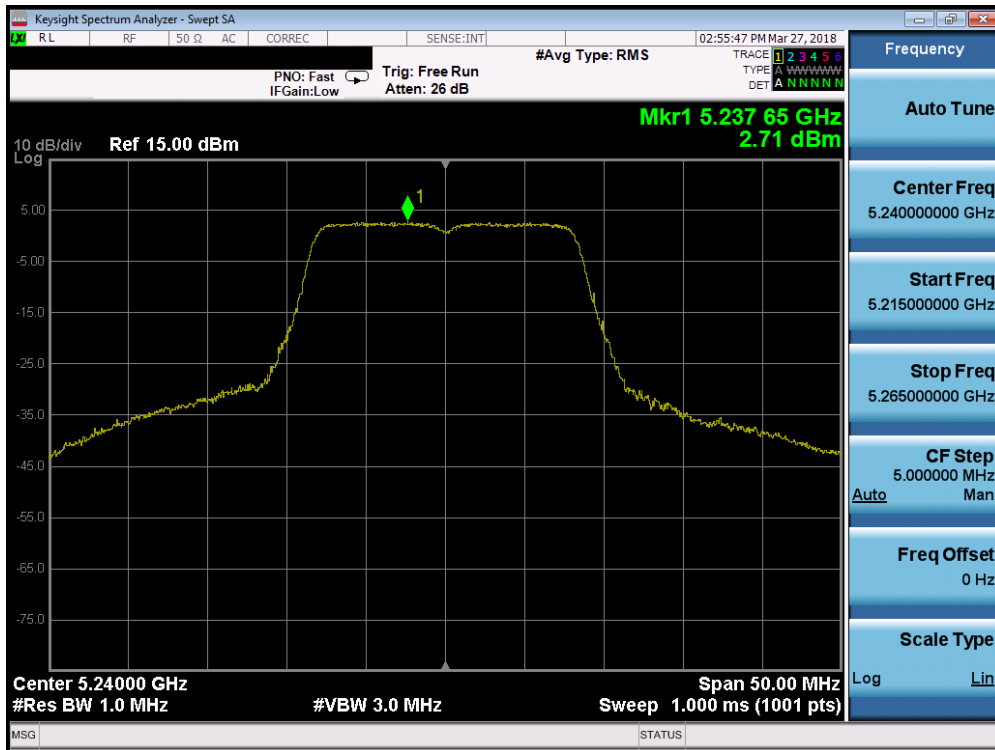 Keysight Spectrum Analyzer - Swept SA
LXI RL RF 50 Ω AC CORREC SENSE:INT 02:55:47 PM Mar 27, 2018
#Avg Type: RMS
TRACE 1 2 3 4 5 6
TYPE A WWWWW
DET A N N N N N
PNO: Fast
IFGain:Low
Trig: Free Run
Atten: 26 dB
Mkr1 5.237 65 GHz
2.71 dBm
10 dB/div Ref 15.00 dBm
Log
1
5.00
-5.00
-15.0
-25.0
-35.0
-45.0
-55.0
-65.0
-75.0
Center 5.24000 GHz Span 50.00 MHz
#Res BW 1.0 MHz #VBW 3.0 MHz Sweep 1.000 ms (1001 pts)
MSG STATUS
Frequency
Auto Tune
Center Freq
5.240000000 GHz
Start Freq
5.215000000 GHz
Stop Freq
5.265000000 GHz
CF Step
5.000000 MHz
Auto Man
Freq Offset
0 Hz
Scale Type
Log Lin